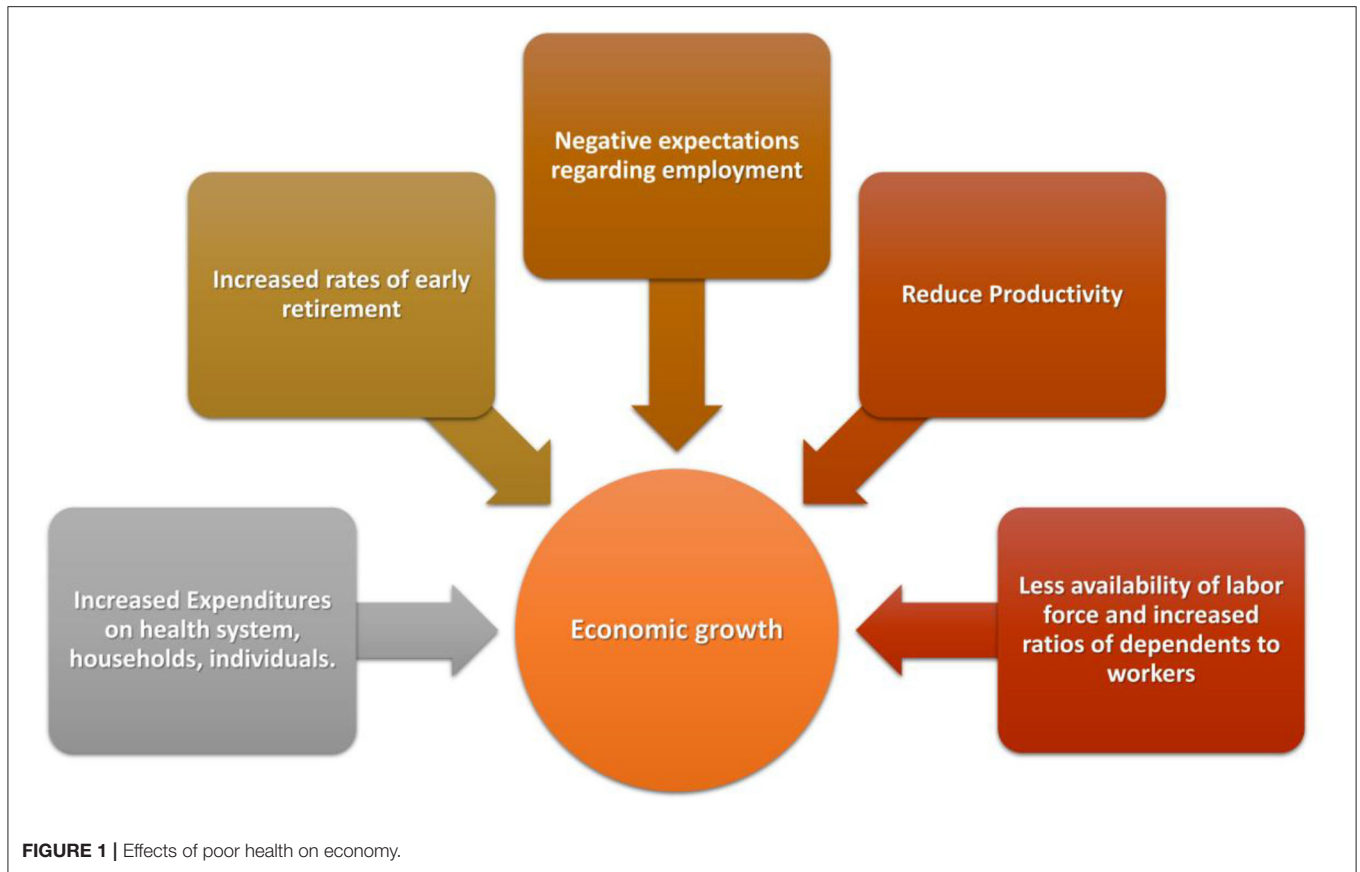 Negative expectations
regarding employment
Increased rates of early
retirement
Reduce Productivity
Increased Expenditures
on health system,
households, individuals.
Economic growth
Less availability of labor
force and increased
ratios of dependents to
workers
FIGURE 1 | Effects of poor health on economy.